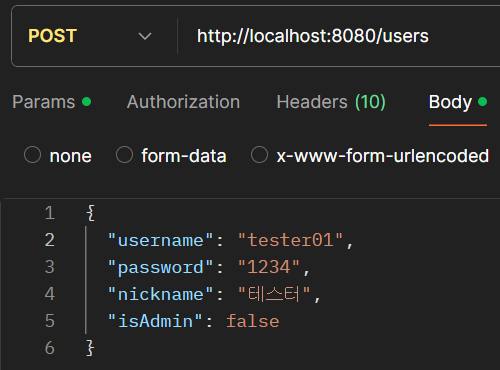 POST http://localhost:8080/users
Params Authorization Headers (10) Body
none form-data x-www-form-urlencoded
1 {
2 "username": "tester01",
3 "password": "1234",
4 "nickname": "테스터",
5 "isAdmin": false
6 }